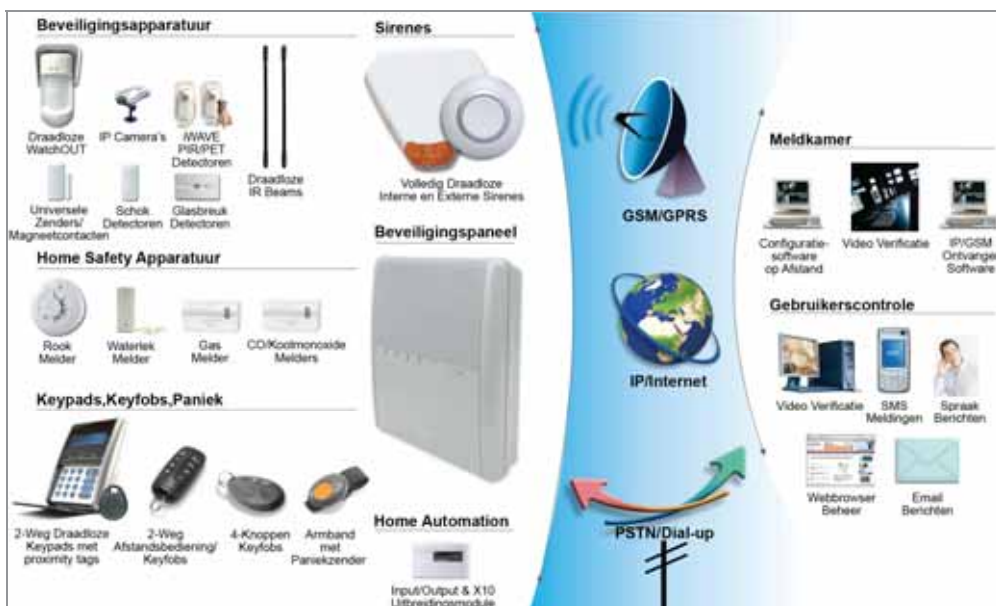 Beveiligingsapparatuur
Draadloze
WatchOUT
IP Camera's
iWAVE
PIR/PET
Detectoren
Draadloze
IR Beams
Universele
Zenders/
Magneetcontacten
Schok
Detectoren
Glasbreuk
Detectoren
Home Safety Apparatuur
Rook
Melder
Waterlek
Melder
Gas
Melder
CO/Koolmonoxide
Melders
Keypads,Keyfobs,Paniek
2-Weg Draadloze
Keypads met
proximity tags
2-Weg
Afstandsbediening/
Keyfobs
4-Knoppen
Keyfobs
Armband
met
Paniekzender
Sirenes
Volledig Draadloze
Interne en Externe Sirenes
Beveiligingspaneel
Home Automation
Input/Output & X10
Uitbreidingsmodule
GSM/GPRS
IP/Internet
PSTN/Dial-up
Meldkamer
Configuratie-
software
op Afstand
Video Verificatie
IP/GSM
Ontvanger
Software
Gebruikerscontrole
Video Verificatie
SMS
Meldingen
Spraak
Berichten
Webbrowser
Beheer
Email
Berichten